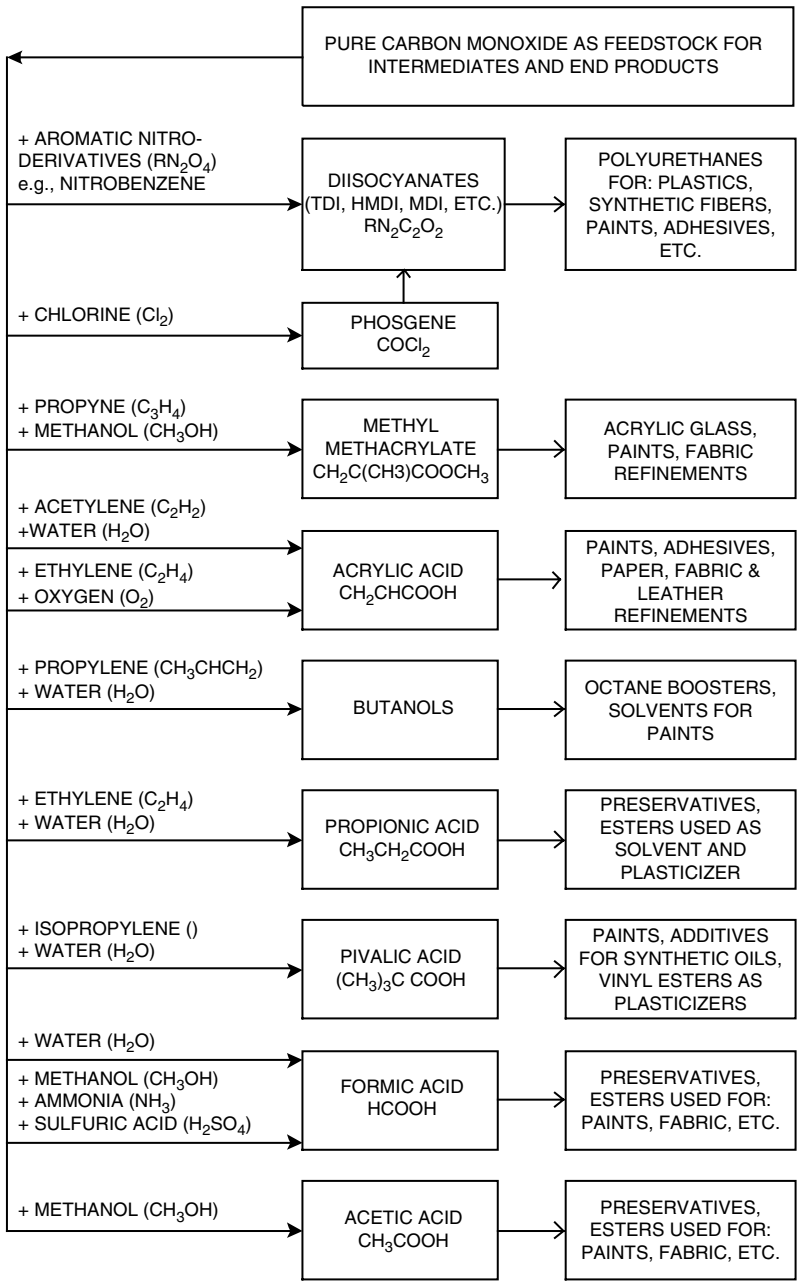 PURE CARBON MONOXIDE AS FEEDSTOCK FOR
INTERMEDIATES AND END PRODUCTS
+ AROMATIC NITRO-
DERIVATIVES (RN₂O₄)
e.g., NITROBENZENE
DIISOCYANATES
(TDI, HMDI, MDI, ETC.)
RN₂C₂O₂
POLYURETHANES
FOR: PLASTICS,
SYNTHETIC FIBERS,
PAINTS, ADHESIVES,
ETC.
+ CHLORINE (Cl₂)
PHOSGENE
COCl₂
+ PROPYNE (C₃H₄)
+ METHANOL (CH₃OH)
METHYL
METHACRYLATE
CH₂C(CH3)COOCH₃
ACRYLIC GLASS,
PAINTS, FABRIC
REFINEMENTS
+ ACETYLENE (C₂H₂)
+WATER (H₂O)
+ ETHYLENE (C₂H₄)
+ OXYGEN (O₂)
ACRYLIC ACID
CH₂CHCOOH
PAINTS, ADHESIVES,
PAPER, FABRIC &
LEATHER
REFINEMENTS
+ PROPYLENE (CH₃CHCH₂)
+ WATER (H₂O)
BUTANOLS
OCTANE BOOSTERS,
SOLVENTS FOR
PAINTS
+ ETHYLENE (C₂H₄)
+ WATER (H₂O)
PROPIONIC ACID
CH₃CH₂COOH
PRESERVATIVES,
ESTERS USED AS
SOLVENT AND
PLASTICIZER
+ ISOPROPYLENE ()
+ WATER (H₂O)
PIVALIC ACID
(CH₃)₃C COOH
PAINTS, ADDITIVES
FOR SYNTHETIC OILS,
VINYL ESTERS AS
PLASTICIZERS
+ WATER (H₂O)
+ METHANOL (CH₃OH)
+ AMMONIA (NH₃)
+ SULFURIC ACID (H₂SO₄)
FORMIC ACID
HCOOH
PRESERVATIVES,
ESTERS USED FOR:
PAINTS, FABRIC, ETC.
+ METHANOL (CH₃OH)
ACETIC ACID
CH₃COOH
PRESERVATIVES,
ESTERS USED FOR:
PAINTS, FABRIC, ETC.